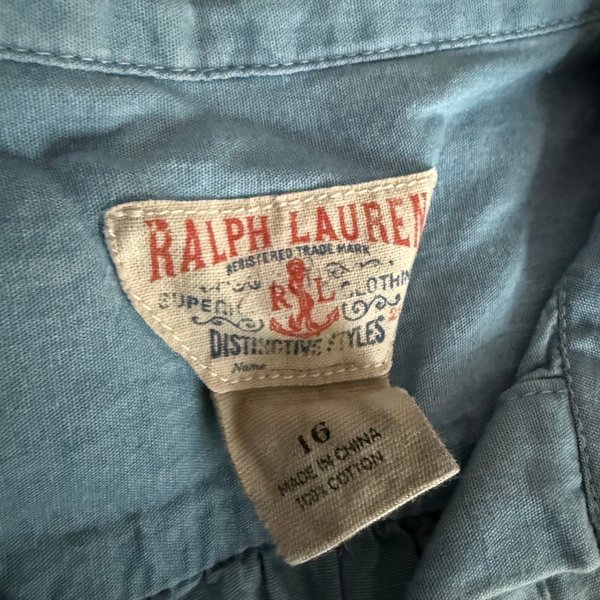 RALPH LAUREN
REGISTERED TRADE MARK
R L
DISTINCTIVE STYLES
Name
16
MADE IN CHINA
100% COTTON